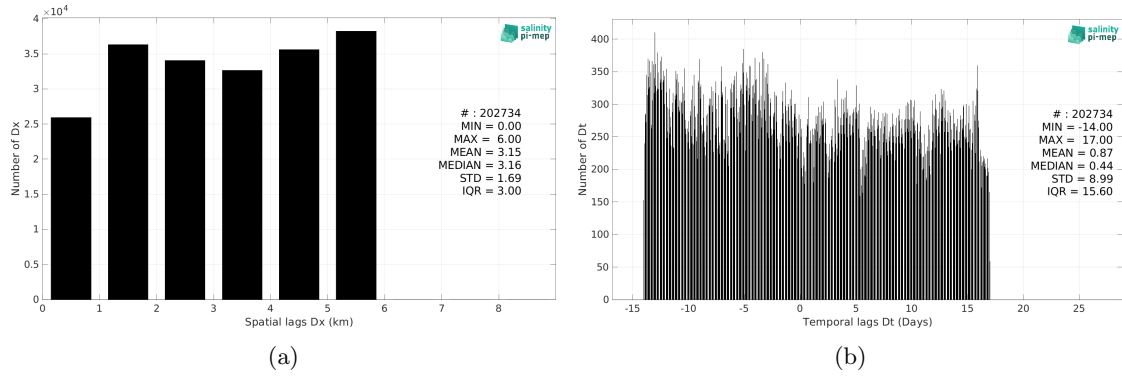 4 ×10⁴
3.5
3
2.5
2
1.5
1
0.5
0
Number of Dx
0 1 2 3 4 5 6 7 8
Spatial lags Dx (km)
salinity
pi-mep
# : 202734
MIN = 0.00
MAX = 6.00
MEAN = 3.15
MEDIAN = 3.16
STD = 1.69
IQR = 3.00
(a)
400
350
300
250
200
150
100
50
0
Number of Dt
-15 -10 -5 0 5 10 15 20 25
Temporal lags Dt (Days)
salinity
pi-mep
# : 202734
MIN = -14.00
MAX = 17.00
MEAN = 0.87
MEDIAN = 0.44
STD = 8.99
IQR = 15.60
(b)